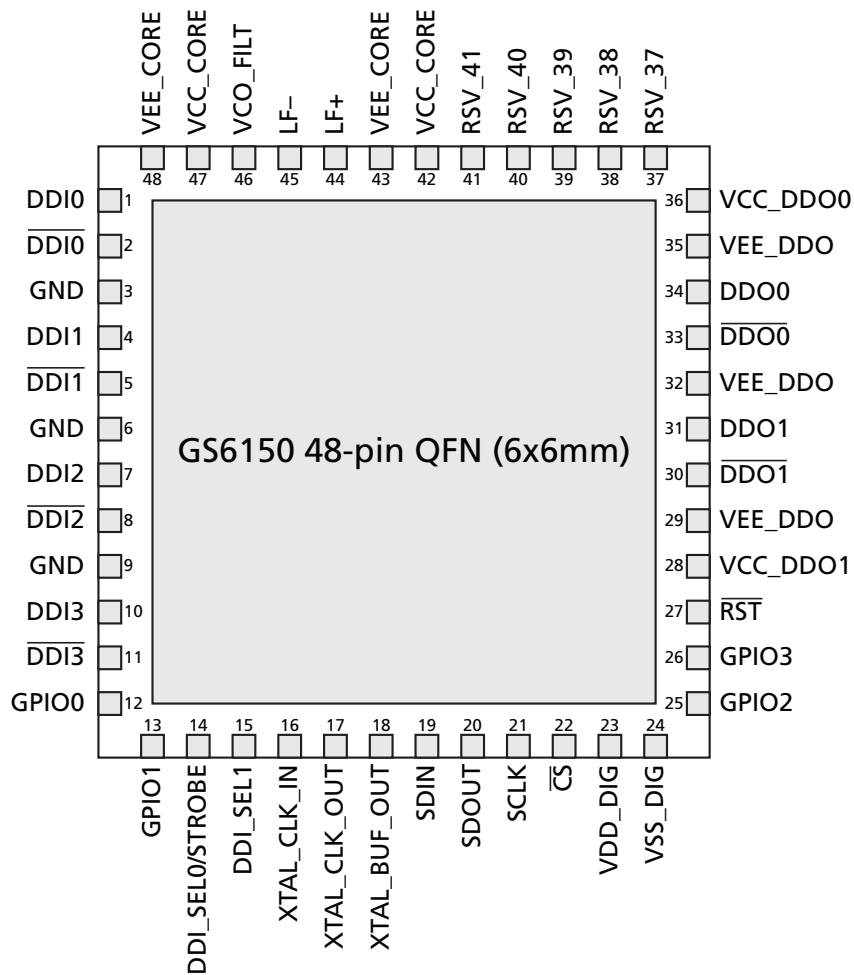 VEE_CORE
VCC_CORE
VCO_FILT
LF–
LF+
VEE_CORE
VCC_CORE
RSV_41
RSV_40
RSV_39
RSV_38
RSV_37
48 47 46 45 44 43 42 41 40 39 38 37
DDI0 1
DDI0 2
GND 3
DDI1 4
DDI1 5
GND 6
DDI2 7
DDI2 8
GND 9
DDI3 10
DDI3 11
GPIO0 12
GS6150 48-pin QFN (6x6mm)
36 VCC_DDO0
35 VEE_DDO
34 DDO0
33 DDO0
32 VEE_DDO
31 DDO1
30 DDO1
29 VEE_DDO
28 VCC_DDO1
27 RST
26 GPIO3
25 GPIO2
13 14 15 16 17 18 19 20 21 22 23 24
GPIO1
DDI_SEL0/STROBE
DDI_SEL1
XTAL_CLK_IN
XTAL_CLK_OUT
XTAL_BUF_OUT
SDIN
SDOUT
SCLK
CS
VDD_DIG
VSS_DIG